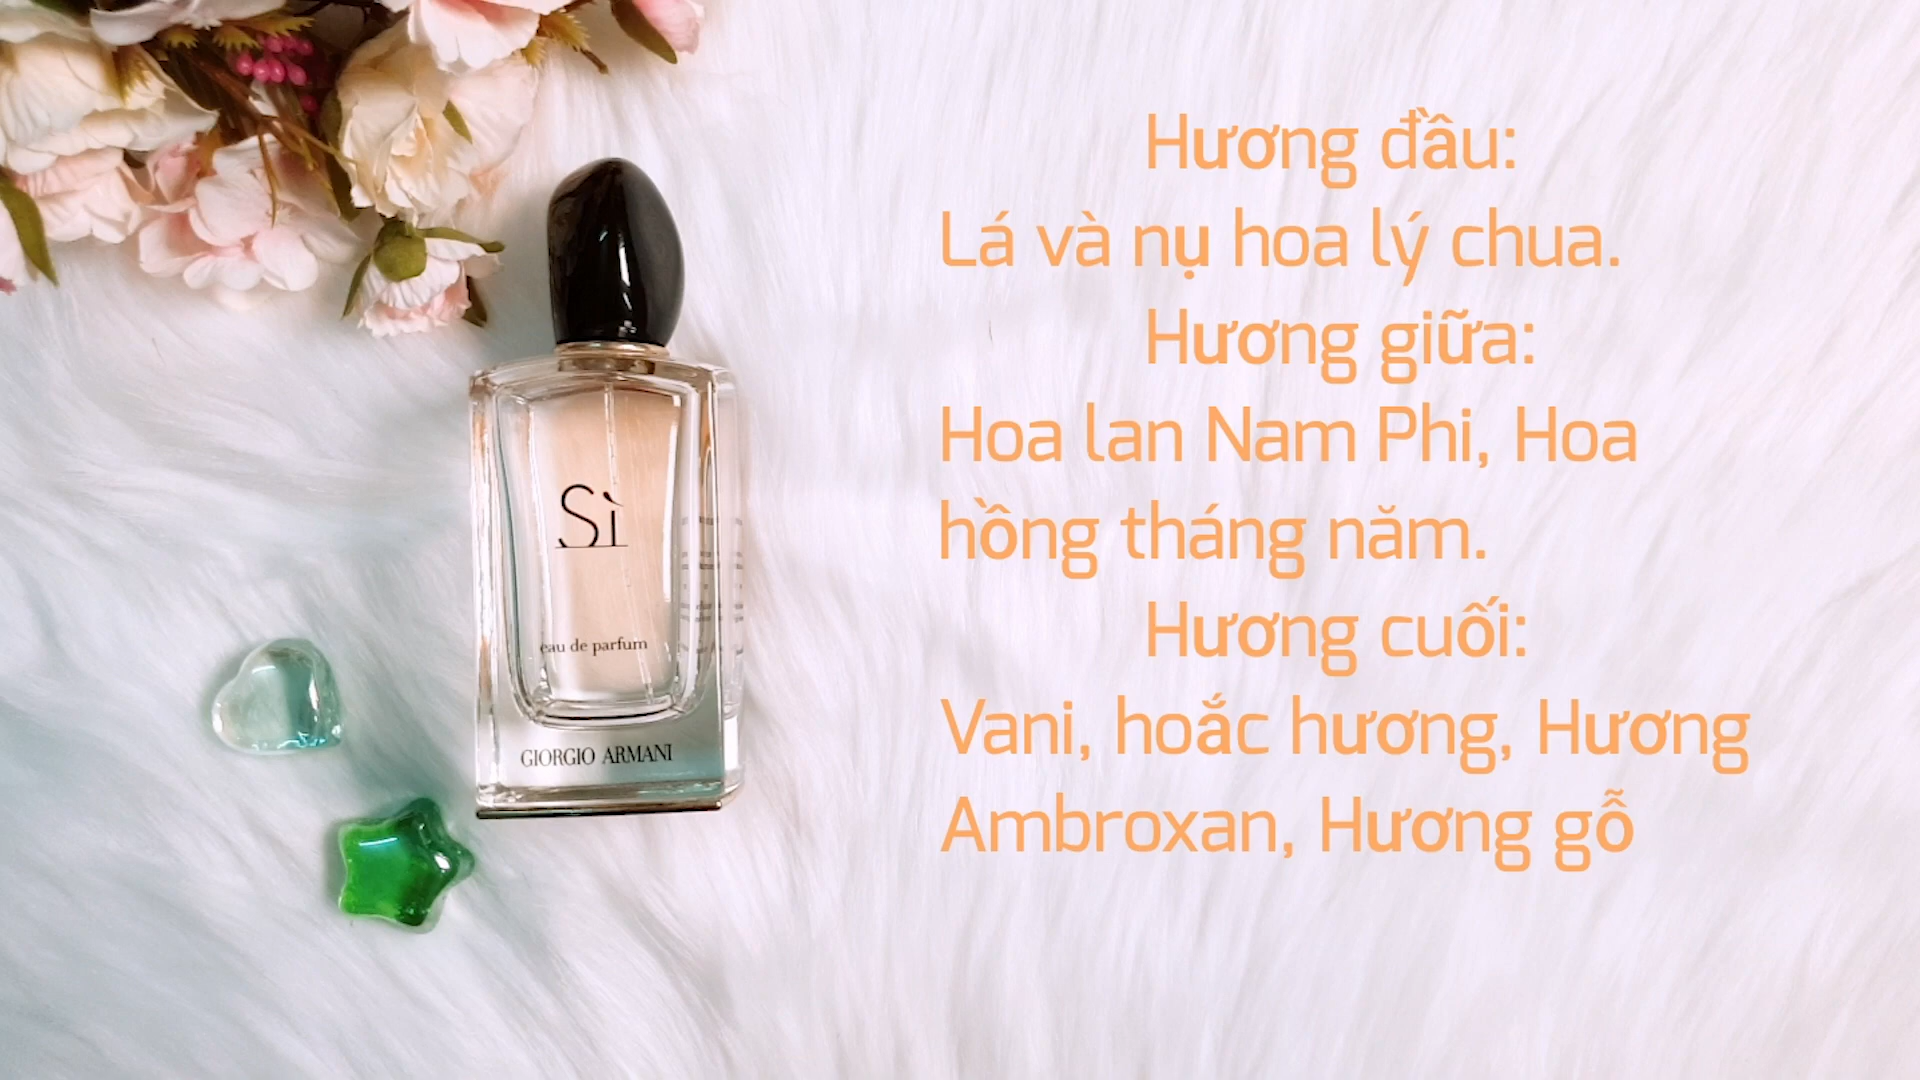 Hương đầu:
Lá và nụ hoa lý chua.
Hương giữa:
Hoa lan Nam Phi, Hoa
hồng tháng năm.
Hương cuối:
Vani, hoắc hương, Hương
Ambroxan, Hương gỗ
Sì
eau de parfum
GIORGIO ARMANI